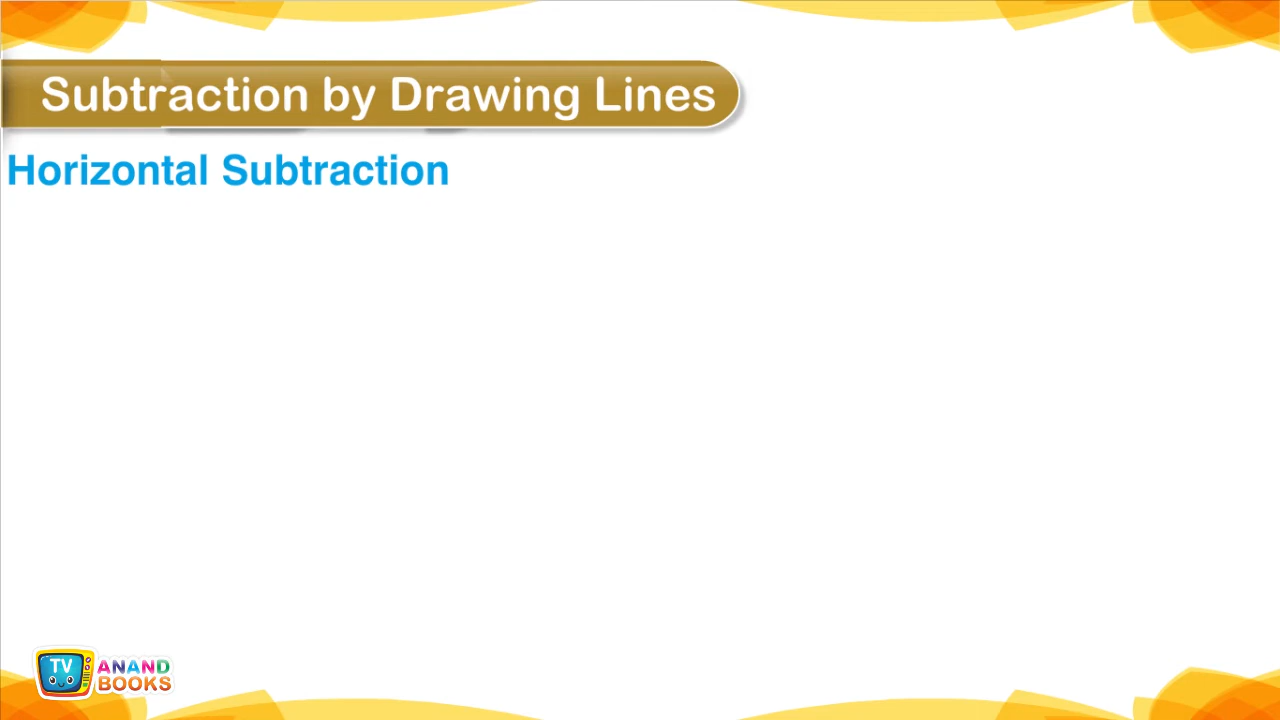 Subtraction by Drawing Lines
Horizontal Subtraction
TV
ANAND
BOOKS